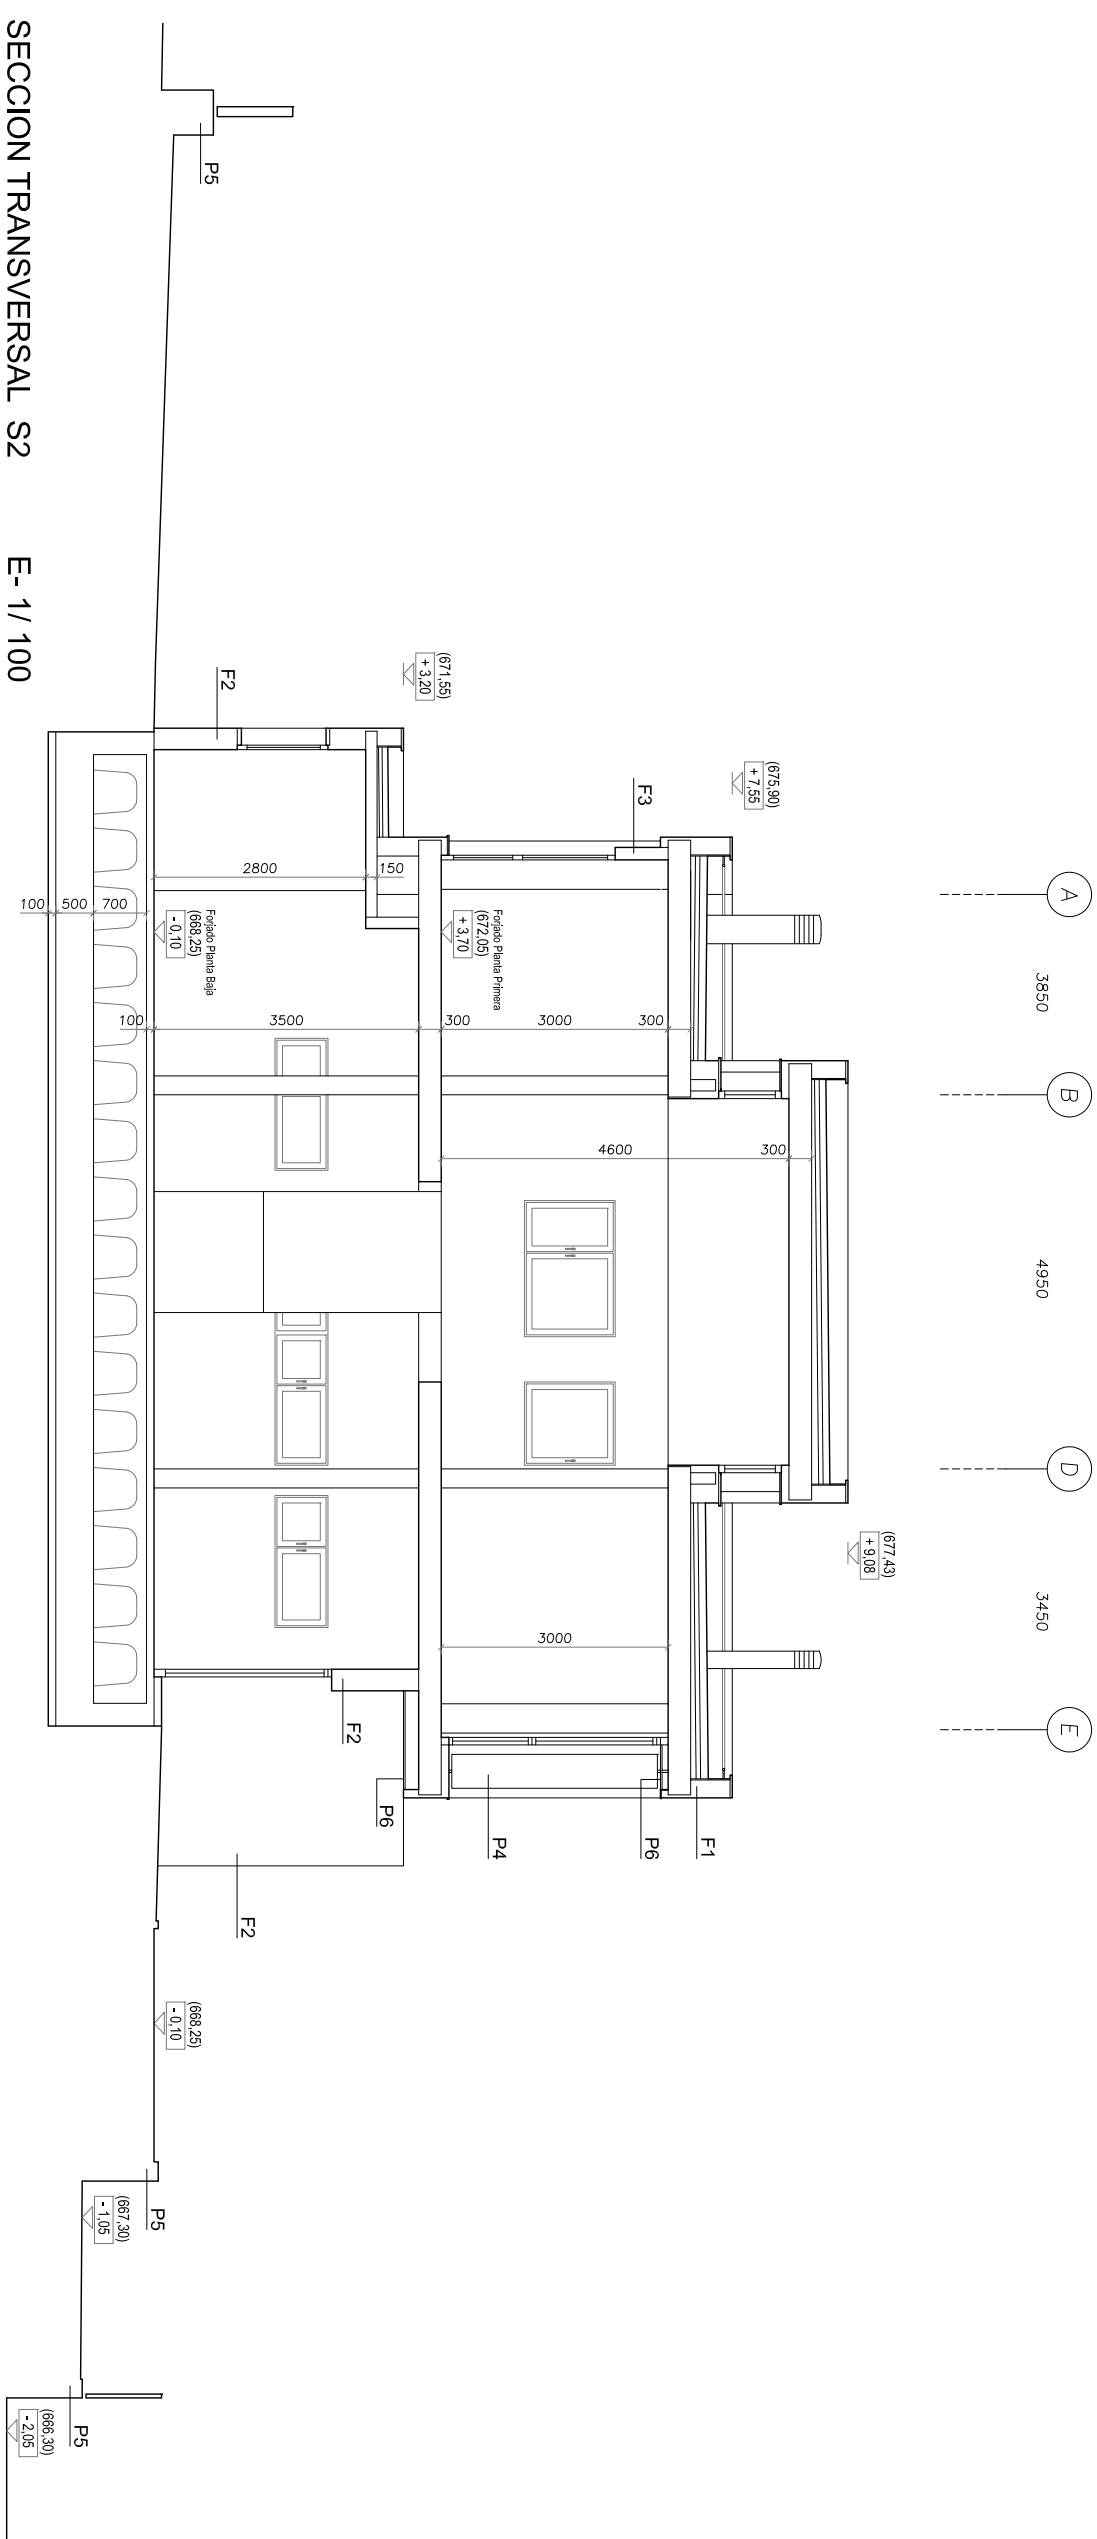 A
3850
B
4950
D
3450
E
(677,43)
+ 9,08
(675,90)
+ 7,55
(671,55)
+ 3,20
F1
P6
F3
P4
P6
F2
F2
F2
300
4600
300
3000
300
3000
150
2800
3500
100
700
500
100
Forjado Planta Primera
(672,05)
+ 3,70
Forjado Planta Baja
(668,25)
- 0,10
P5
(668,25)
- 0,10
P5
(667,30)
- 1,05
P5
(666,30)
- 2,05
SECCION TRANSVERSAL S2 E- 1/ 100